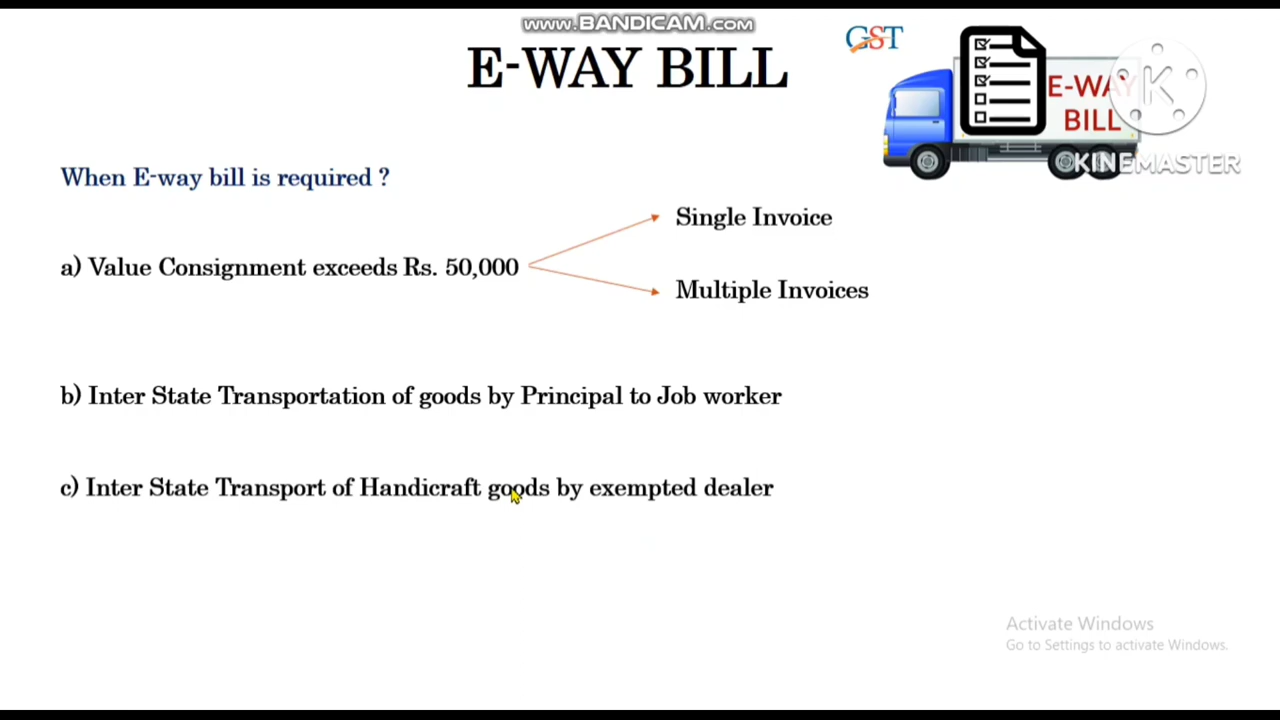 www.BANDICAM.com
E-WAY BILL
GST
E-WAY
BILL
KINEMASTER
When E-way bill is required ?
Single Invoice
a) Value Consignment exceeds Rs. 50,000
Multiple Invoices
b) Inter State Transportation of goods by Principal to Job worker
c) Inter State Transport of Handicraft goods by exempted dealer
Activate Windows
Go to Settings to activate Windows.